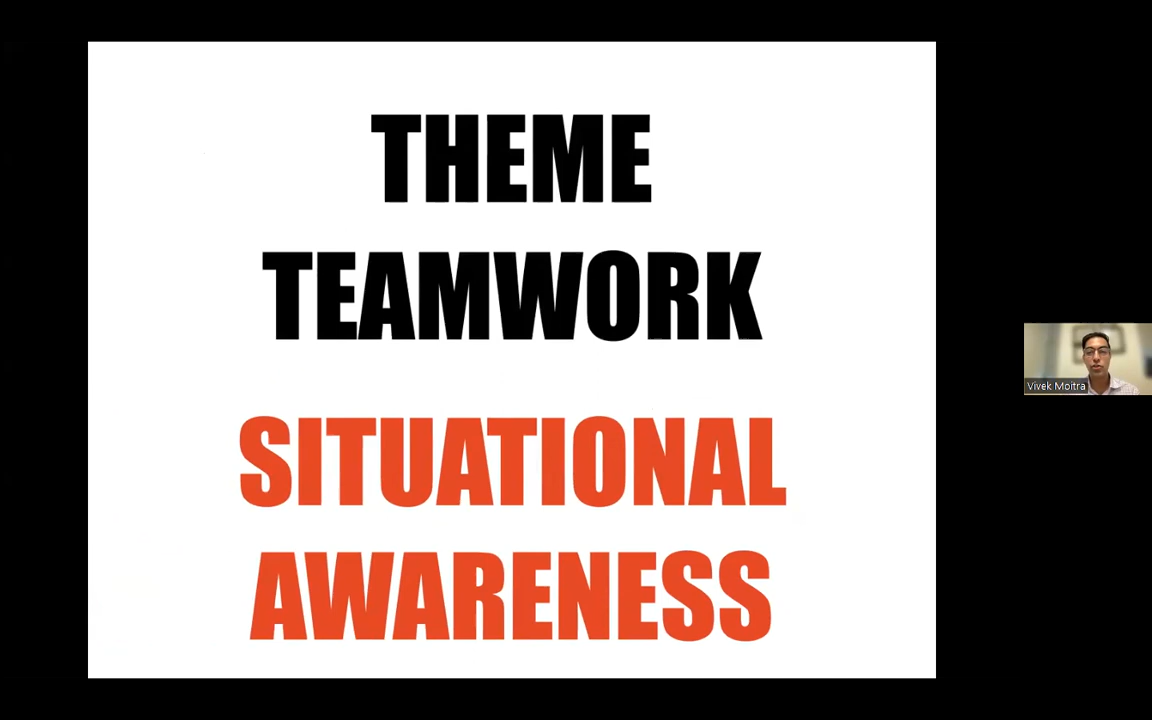 THEME
TEAMWORK
SITUATIONAL
AWARENESS
Vivek Moitra